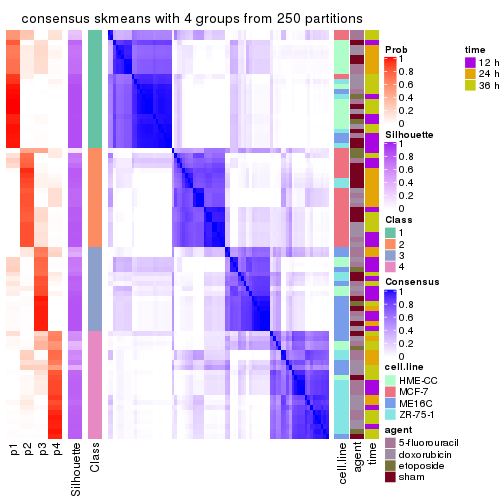 consensus skmeans with 4 groups from 250 partitions
p1
p2
p3
p4
Silhouette
Class
cell.line
agent
time
Prob
1
0.8
0.6
0.4
0.2
0
Silhouette
1
0.8
0.6
0.4
0.2
0
Class
1
2
3
4
Consensus
1
0.8
0.6
0.4
0.2
0
cell.line
HME-CC
MCF-7
ME16C
ZR-75-1
agent
5-fluorouracil
doxorubicin
etoposide
sham
time
12 h
24 h
36 h